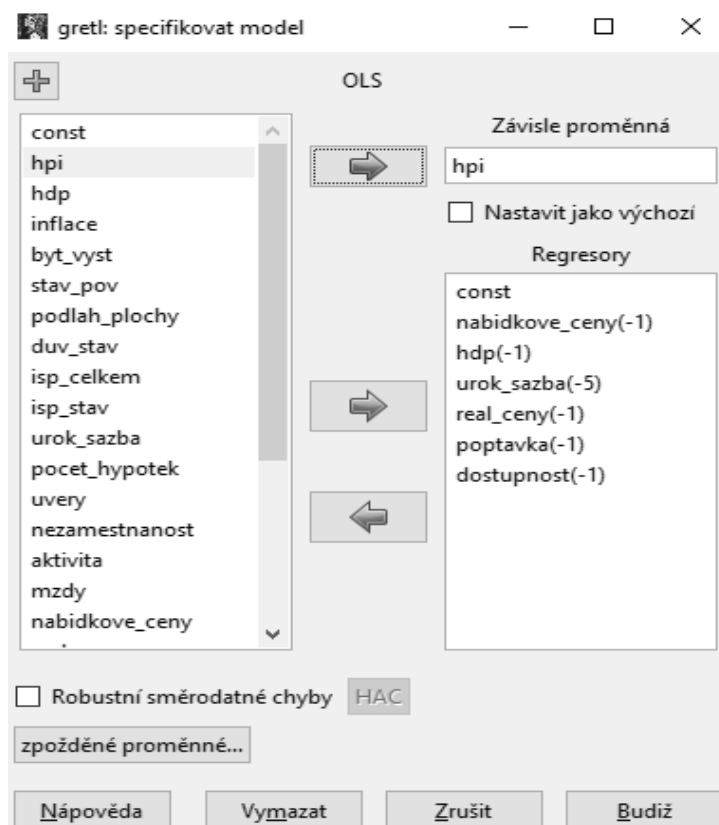 gretl: specifikovat model
OLS
const
hpi
hdp
inflace
byt_vyst
stav_pov
podlah_plochy
duv_stav
isp_celkem
isp_stav
urok_sazba
pocet_hypotek
uvery
nezamestnanost
aktivita
mzdy
nabidkove_ceny
Závisle proměnná
hpi
Nastavit jako výchozí
Regresory
const
nabidkove_ceny(-1)
hdp(-1)
urok_sazba(-5)
real_ceny(-1)
poptavka(-1)
dostupnost(-1)
Robustní směrodatné chyby HAC
zpožděné proměnné...
Nápověda Vymazat Zrušit Budiž